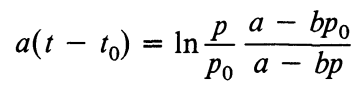 a(t − t₀) = ln p/p₀ (a − bp₀)/(a − bp)